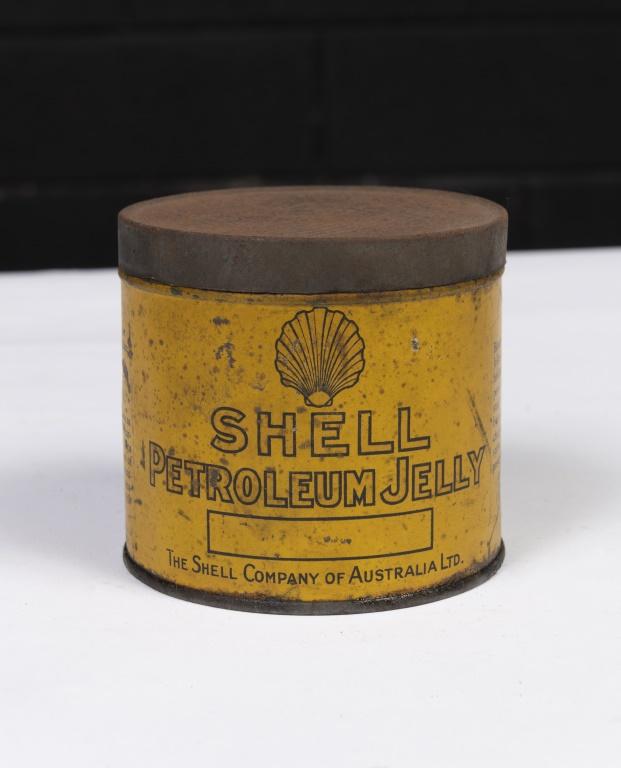 SHELL
PETROLEUM JELLY
THE SHELL COMPANY OF AUSTRALIA LTD.